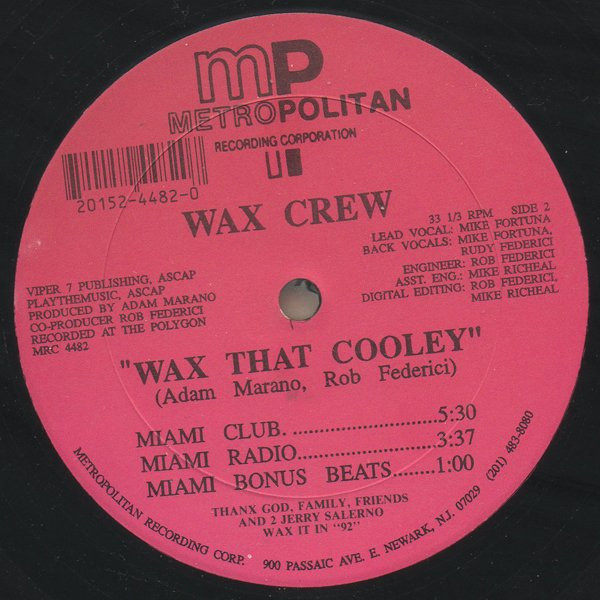 mP
METROPOLITAN
RECORDING CORPORATION
20152-4482-0
WAX CREW
33 1/3 RPM SIDE 2
LEAD VOCAL: MIKE FORTUNA
BACK VOCALS: MIKE FORTUNA,
RUDY FEDERICI
ENGINEER: ROB FEDERICI
ASST. ENG.: MIKE RICHEAL
DIGITAL EDITING: ROB FEDERICI,
MIKE RICHEAL
VIPER 7 PUBLISHING, ASCAP
PLAYTHEMUSIC, ASCAP
PRODUCED BY ADAM MARANO
CO-PRODUCER ROB FEDERICI
RECORDED AT THE POLYGON
MRC 4482
"WAX THAT COOLEY"
(Adam Marano, Rob Federici)
MIAMI CLUB..........................5:30
MIAMI RADIO.......................3:37
MIAMI BONUS BEATS.......1:00
THANX GOD, FAMILY, FRIENDS
AND 2 JERRY SALERNO
WAX IT IN "92"
METROPOLITAN RECORDING CORP. 900 PASSAIC AVE. E. NEWARK, N.J. 07029 (201) 483-8080